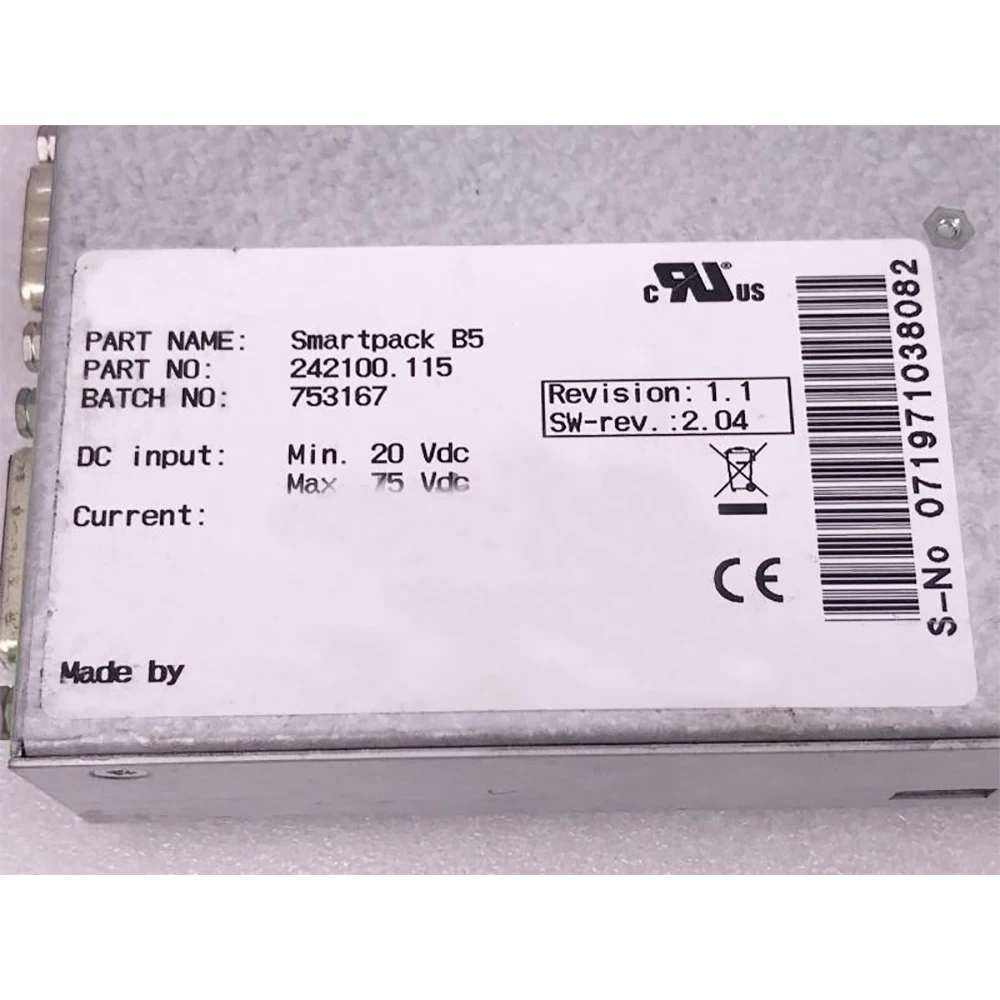 PART NAME: Smartpack B5
PART NO: 242100.115
BATCH NO: 753167
DC input: Min. 20 Vdc
Max 75 Vdc
Current:
Made by
c RU ® US
Revision: 1.1
SW-rev. :2.04
CE
S-No 071971038082